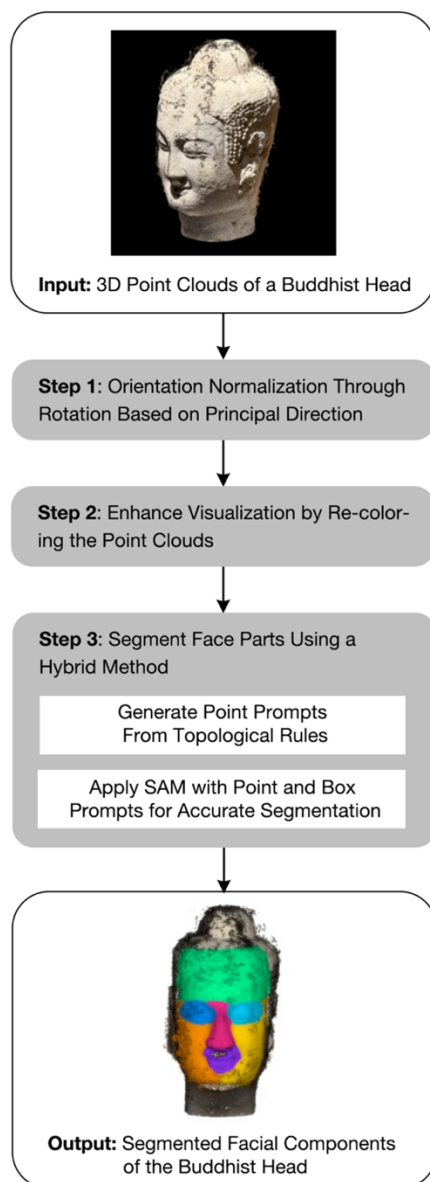 Input: 3D Point Clouds of a Buddhist Head
Step 1: Orientation Normalization Through
Rotation Based on Principal Direction
Step 2: Enhance Visualization by Re-color-
ing the Point Clouds
Step 3: Segment Face Parts Using a
Hybrid Method
Generate Point Prompts
From Topological Rules
Apply SAM with Point and Box
Prompts for Accurate Segmentation
Output: Segmented Facial Components
of the Buddhist Head